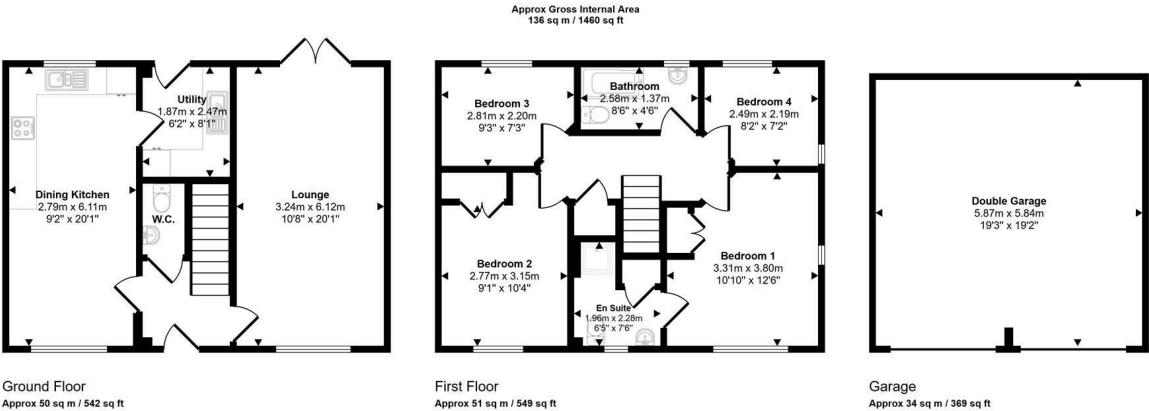 Approx Gross Internal Area
136 sq m / 1460 sq ft
Utility
1.87m x 2.47m
6'2" x 8'1"
Dining Kitchen
2.79m x 6.11m
9'2" x 20'1"
W.C.
Lounge
3.24m x 6.12m
10'8" x 20'1"
Ground Floor
Approx 50 sq m / 542 sq ft
Bedroom 3
2.81m x 2.20m
9'3" x 7'3"
Bathroom
2.58m x 1.37m
8'6" x 4'6"
Bedroom 4
2.49m x 2.19m
8'2" x 7'2"
Bedroom 2
2.77m x 3.15m
9'1" x 10'4"
En Suite
1.96m x 2.28m
6'5" x 7'6"
Bedroom 1
3.31m x 3.80m
10'10" x 12'6"
First Floor
Approx 51 sq m / 549 sq ft
Double Garage
5.87m x 5.84m
19'3" x 19'2"
Garage
Approx 34 sq m / 369 sq ft